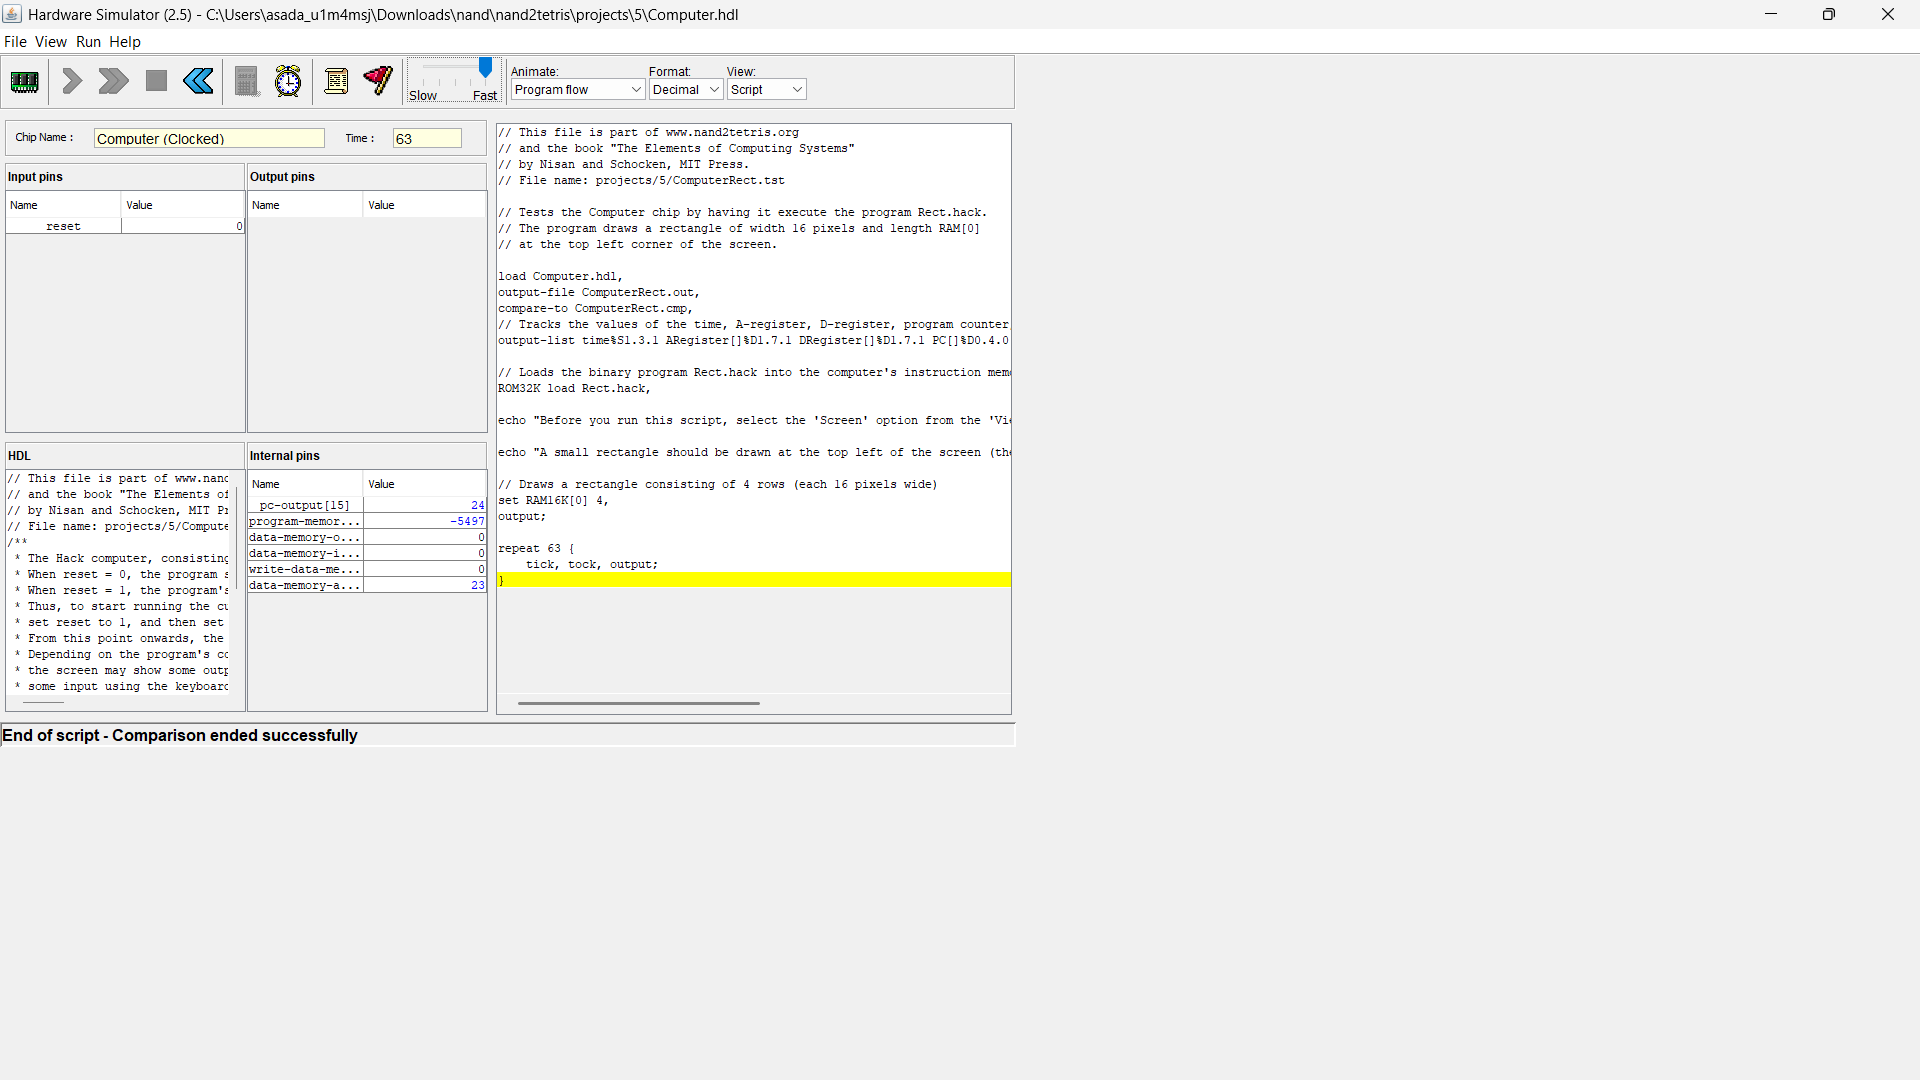 Hardware Simulator (2.5) - C:\Users\asada_u1m4msj\Downloads\nand\nand2tetris\projects\5\Computer.hdl
File View Run Help
Slow Fast
Animate: Format: View:
Program flow Decimal Script
Chip Name : Computer (Clocked) Time : 63
Input pins
Name Value
reset 0
Output pins
Name Value
HDL
// This file is part of www.nand
// and the book "The Elements of
// by Nisan and Schocken, MIT Pr
// File name: projects/5/Compute
/**
* The Hack computer, consisting
* When reset = 0, the program s
* When reset = 1, the program's
* Thus, to start running the cu
* set reset to 1, and then set
* From this point onwards, the
* Depending on the program's co
* the screen may show some outp
* some input using the keyboard
Internal pins
Name Value
pc-output[15] 24
program-memor... -5497
data-memory-o... 0
data-memory-i... 0
write-data-me... 0
data-memory-a... 23
// This file is part of www.nand2tetris.org
// and the book "The Elements of Computing Systems"
// by Nisan and Schocken, MIT Press.
// File name: projects/5/ComputerRect.tst
// Tests the Computer chip by having it execute the program Rect.hack.
// The program draws a rectangle of width 16 pixels and length RAM[0]
// at the top left corner of the screen.
load Computer.hdl,
output-file ComputerRect.out,
compare-to ComputerRect.cmp,
// Tracks the values of the time, A-register, D-register, program counter,
output-list time%S1.3.1 ARegister[]%D1.7.1 DRegister[]%D1.7.1 PC[]%D0.4.0
// Loads the binary program Rect.hack into the computer's instruction mem
ROM32K load Rect.hack,
echo "Before you run this script, select the 'Screen' option from the 'Vie
echo "A small rectangle should be drawn at the top left of the screen (the
// Draws a rectangle consisting of 4 rows (each 16 pixels wide)
set RAM16K[0] 4,
output;
repeat 63 {
tick, tock, output;
}
End of script - Comparison ended successfully